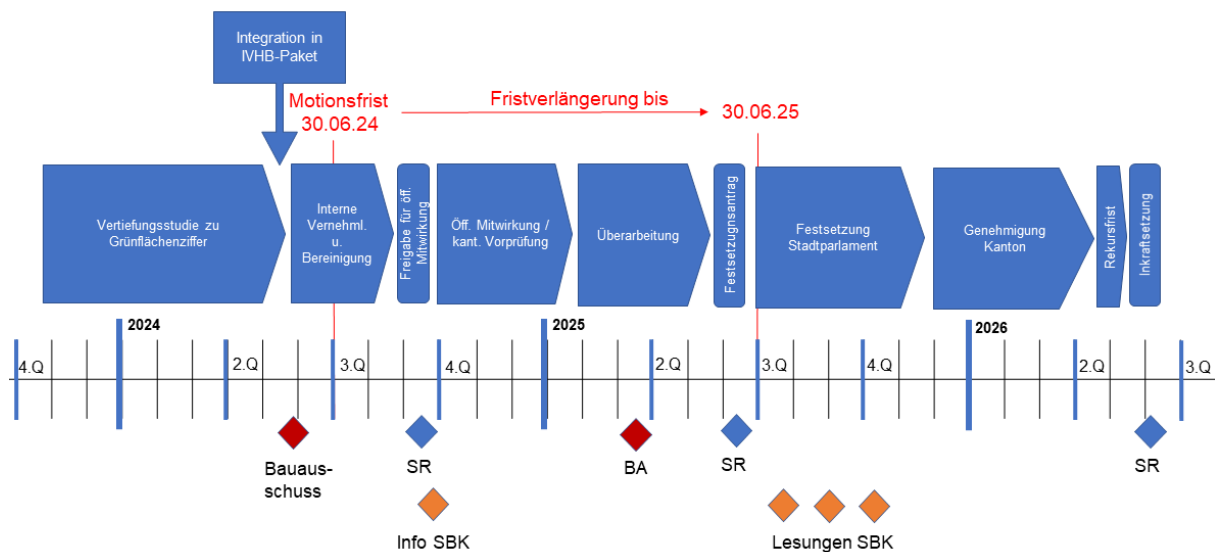 Integration in
IVHB-Paket
Motionsfrist
30.06.24
Fristverlängerung bis
30.06.25
Vertiefungsstudie zu
Grünflächenziffer
Interne
Vernehml.
u.
Bereinigung
Freigabe für öff.
Mitwirkung
Öff. Mitwirkung /
kant. Vorprüfung
Überarbeitung
Festsetzugnsantrag
Festsetzung
Stadtparlament
Genehmigung
Kanton
Rekursfrist
Inkraftsetzung
2024
2025
2026
4.Q
2.Q
3.Q
4.Q
2.Q
3.Q
4.Q
2.Q
3.Q
Bauaus-
schuss
SR
BA
SR
SR
Info SBK
Lesungen SBK